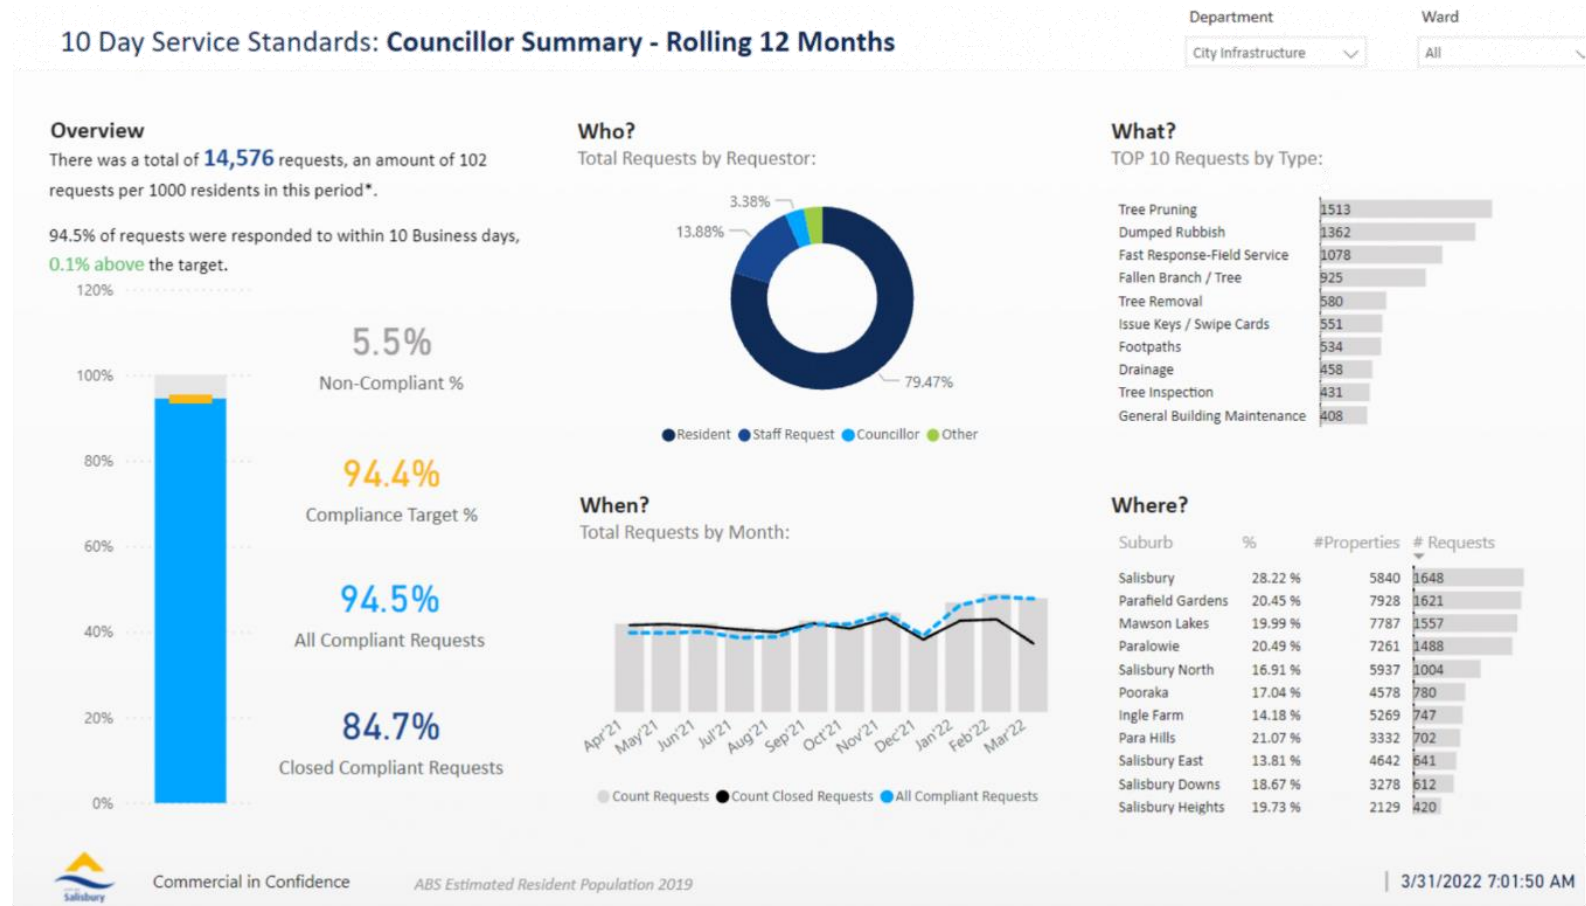 10 Day Service Standards: Councillor Summary - Rolling 12 Months
Department
City Infrastructure
Ward
All
Overview
There was a total of 14,576 requests, an amount of 102
requests per 1000 residents in this period*.
94.5% of requests were responded to within 10 Business days,
0.1% above the target.
120%
100%
80%
60%
40%
20%
0%
5.5%
Non-Compliant %
94.4%
Compliance Target %
94.5%
All Compliant Requests
84.7%
Closed Compliant Requests
Who?
Total Requests by Requestor:
3.38%
13.88%
79.47%
Resident Staff Request Councillor Other
When?
Total Requests by Month:
Apr'21 May'21 Jun'21 Jul'21 Aug'21 Sep'21 Oct'21 Nov'21 Dec'21 Jan'22 Feb'22 Mar'22
Count Requests Count Closed Requests All Compliant Requests
What?
TOP 10 Requests by Type:
Tree Pruning 1513
Dumped Rubbish 1362
Fast Response-Field Service 1078
Fallen Branch / Tree 925
Tree Removal 580
Issue Keys / Swipe Cards 551
Footpaths 534
Drainage 458
Tree Inspection 431
General Building Maintenance 408
Where?
Suburb % #Properties # Requests
Salisbury 28.22 % 5840 1648
Parafield Gardens 20.45 % 7928 1621
Mawson Lakes 19.99 % 7787 1557
Paralowie 20.49 % 7261 1488
Salisbury North 16.91 % 5937 1004
Pooraka 17.04 % 4578 780
Ingle Farm 14.18 % 5269 747
Para Hills 21.07 % 3332 702
Salisbury East 13.81 % 4642 641
Salisbury Downs 18.67 % 3278 612
Salisbury Heights 19.73 % 2129 420
Salisbury
Commercial in Confidence
ABS Estimated Resident Population 2019
3/31/2022 7:01:50 AM